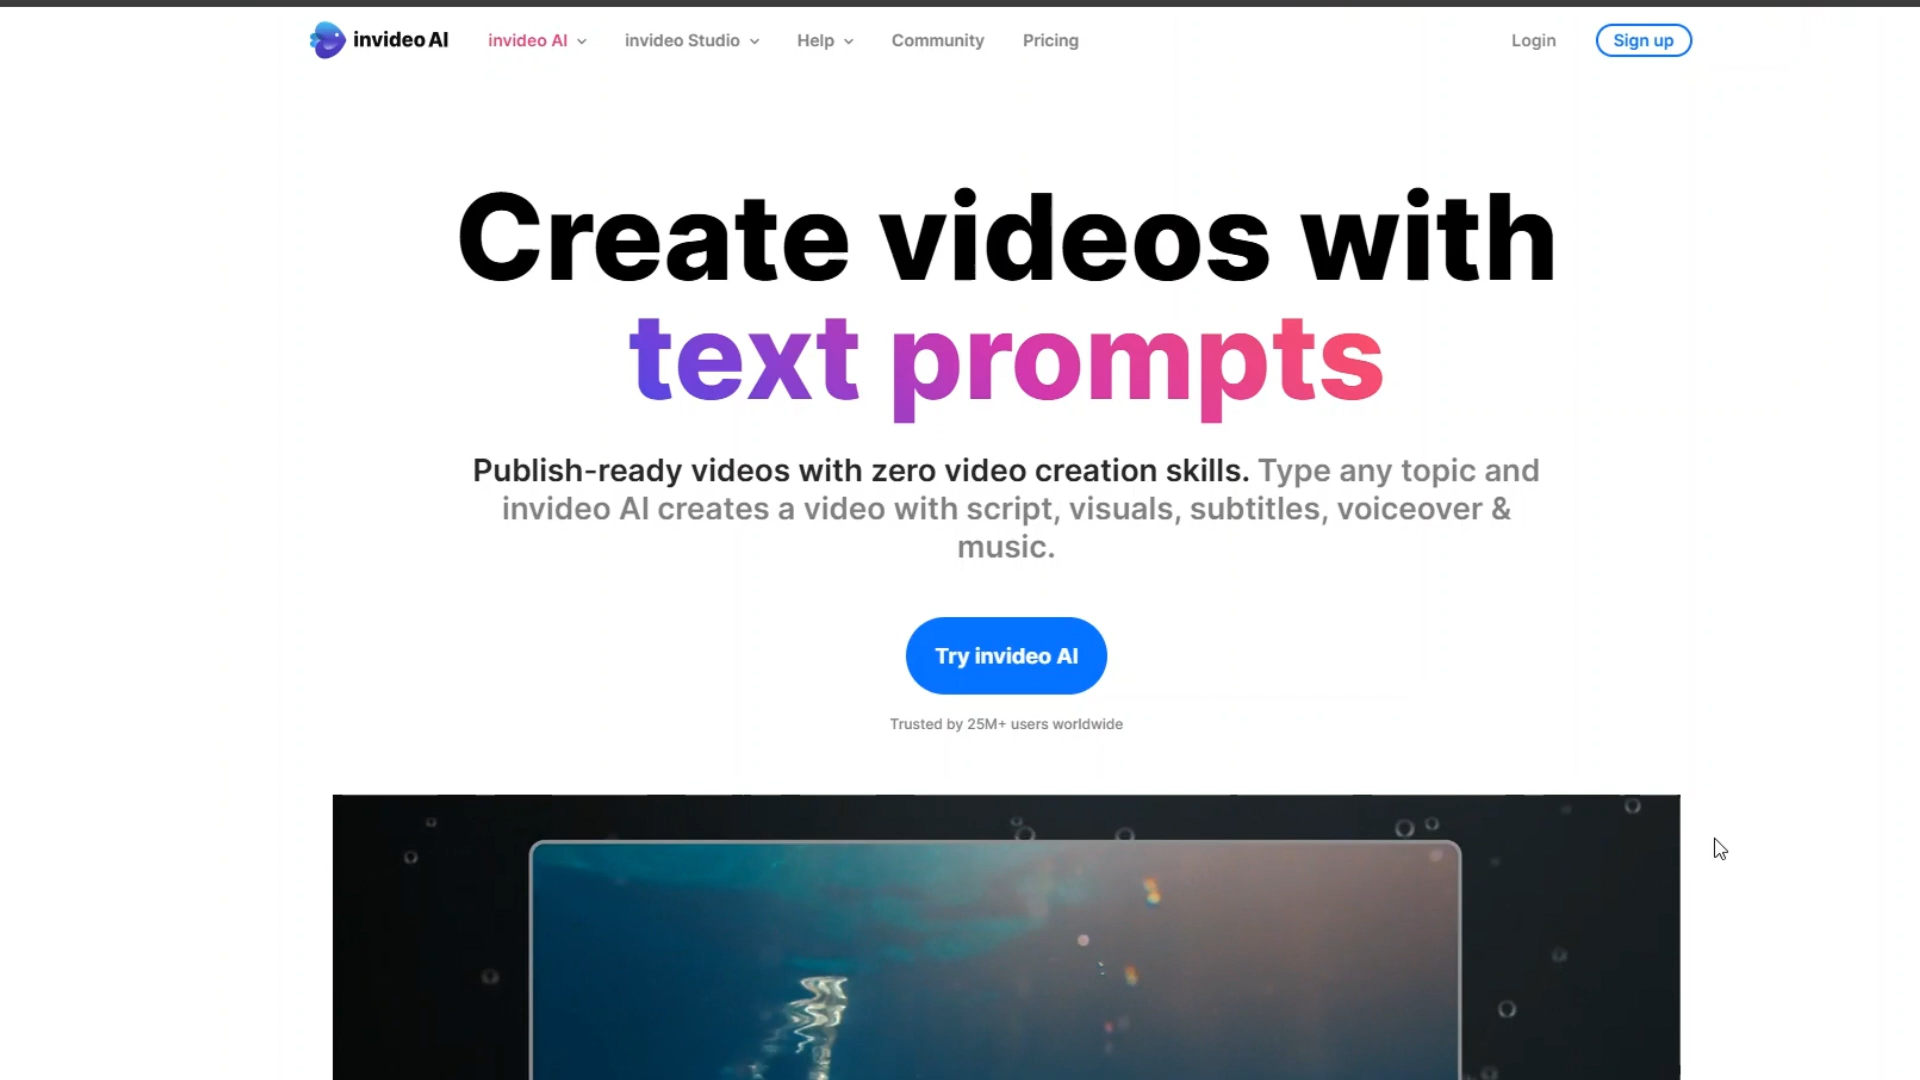 invideo AI invideo AI invideo Studio Help Community Pricing Login Sign up
Create videos with
text prompts
Publish-ready videos with zero video creation skills. Type any topic and
invideo AI creates a video with script, visuals, subtitles, voiceover &
music.
Try invideo AI
Trusted by 25M+ users worldwide